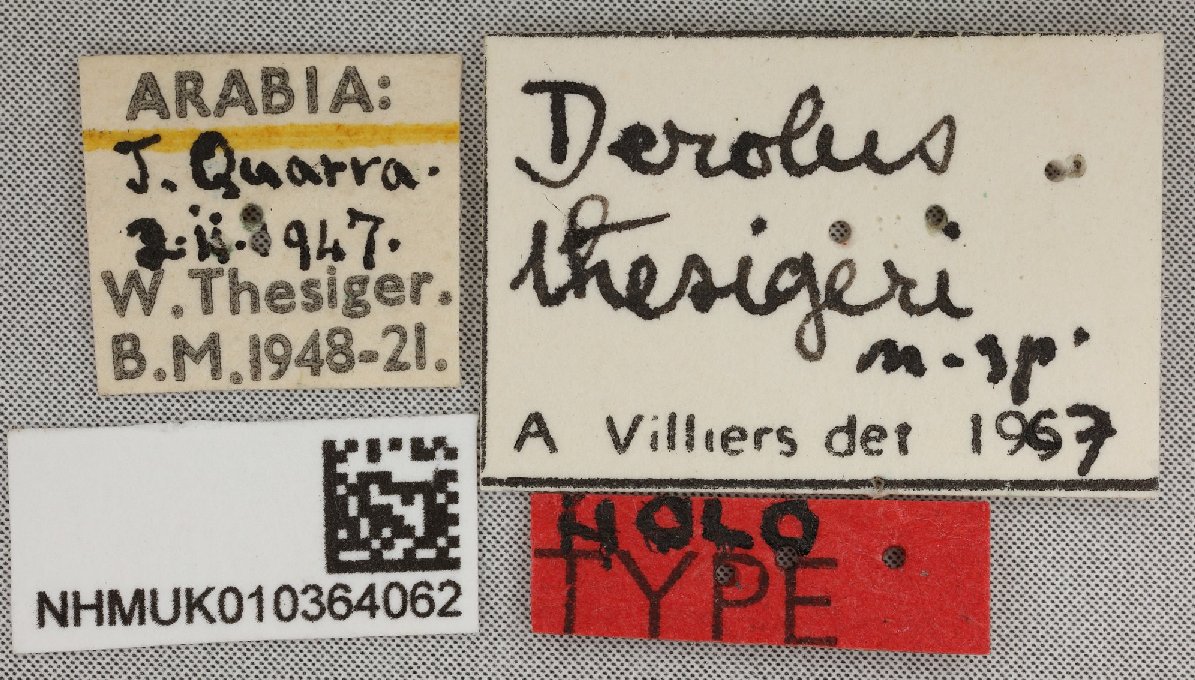 ARABIA:
J. Quarra.
2.ii.1947.
W. Thesiger.
B.M.1948-21.
Derolus
thesigeri
n. sp.
A Villiers det 1967
NHMUK010364062
HOLO
TYPE